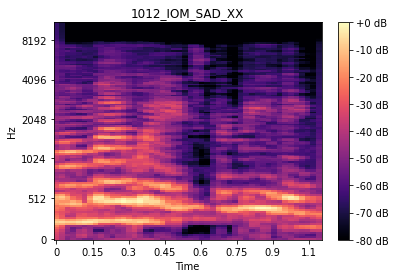 1012_IOM_SAD_XX
+0 dB
8192
-10 dB
4096
-20 dB
-30 dB
2048
Hz
-40 dB
1024
-50 dB
512
-60 dB
-70 dB
0
-80 dB
0 0.15 0.3 0.45 0.6 0.75 0.9 1.1
Time